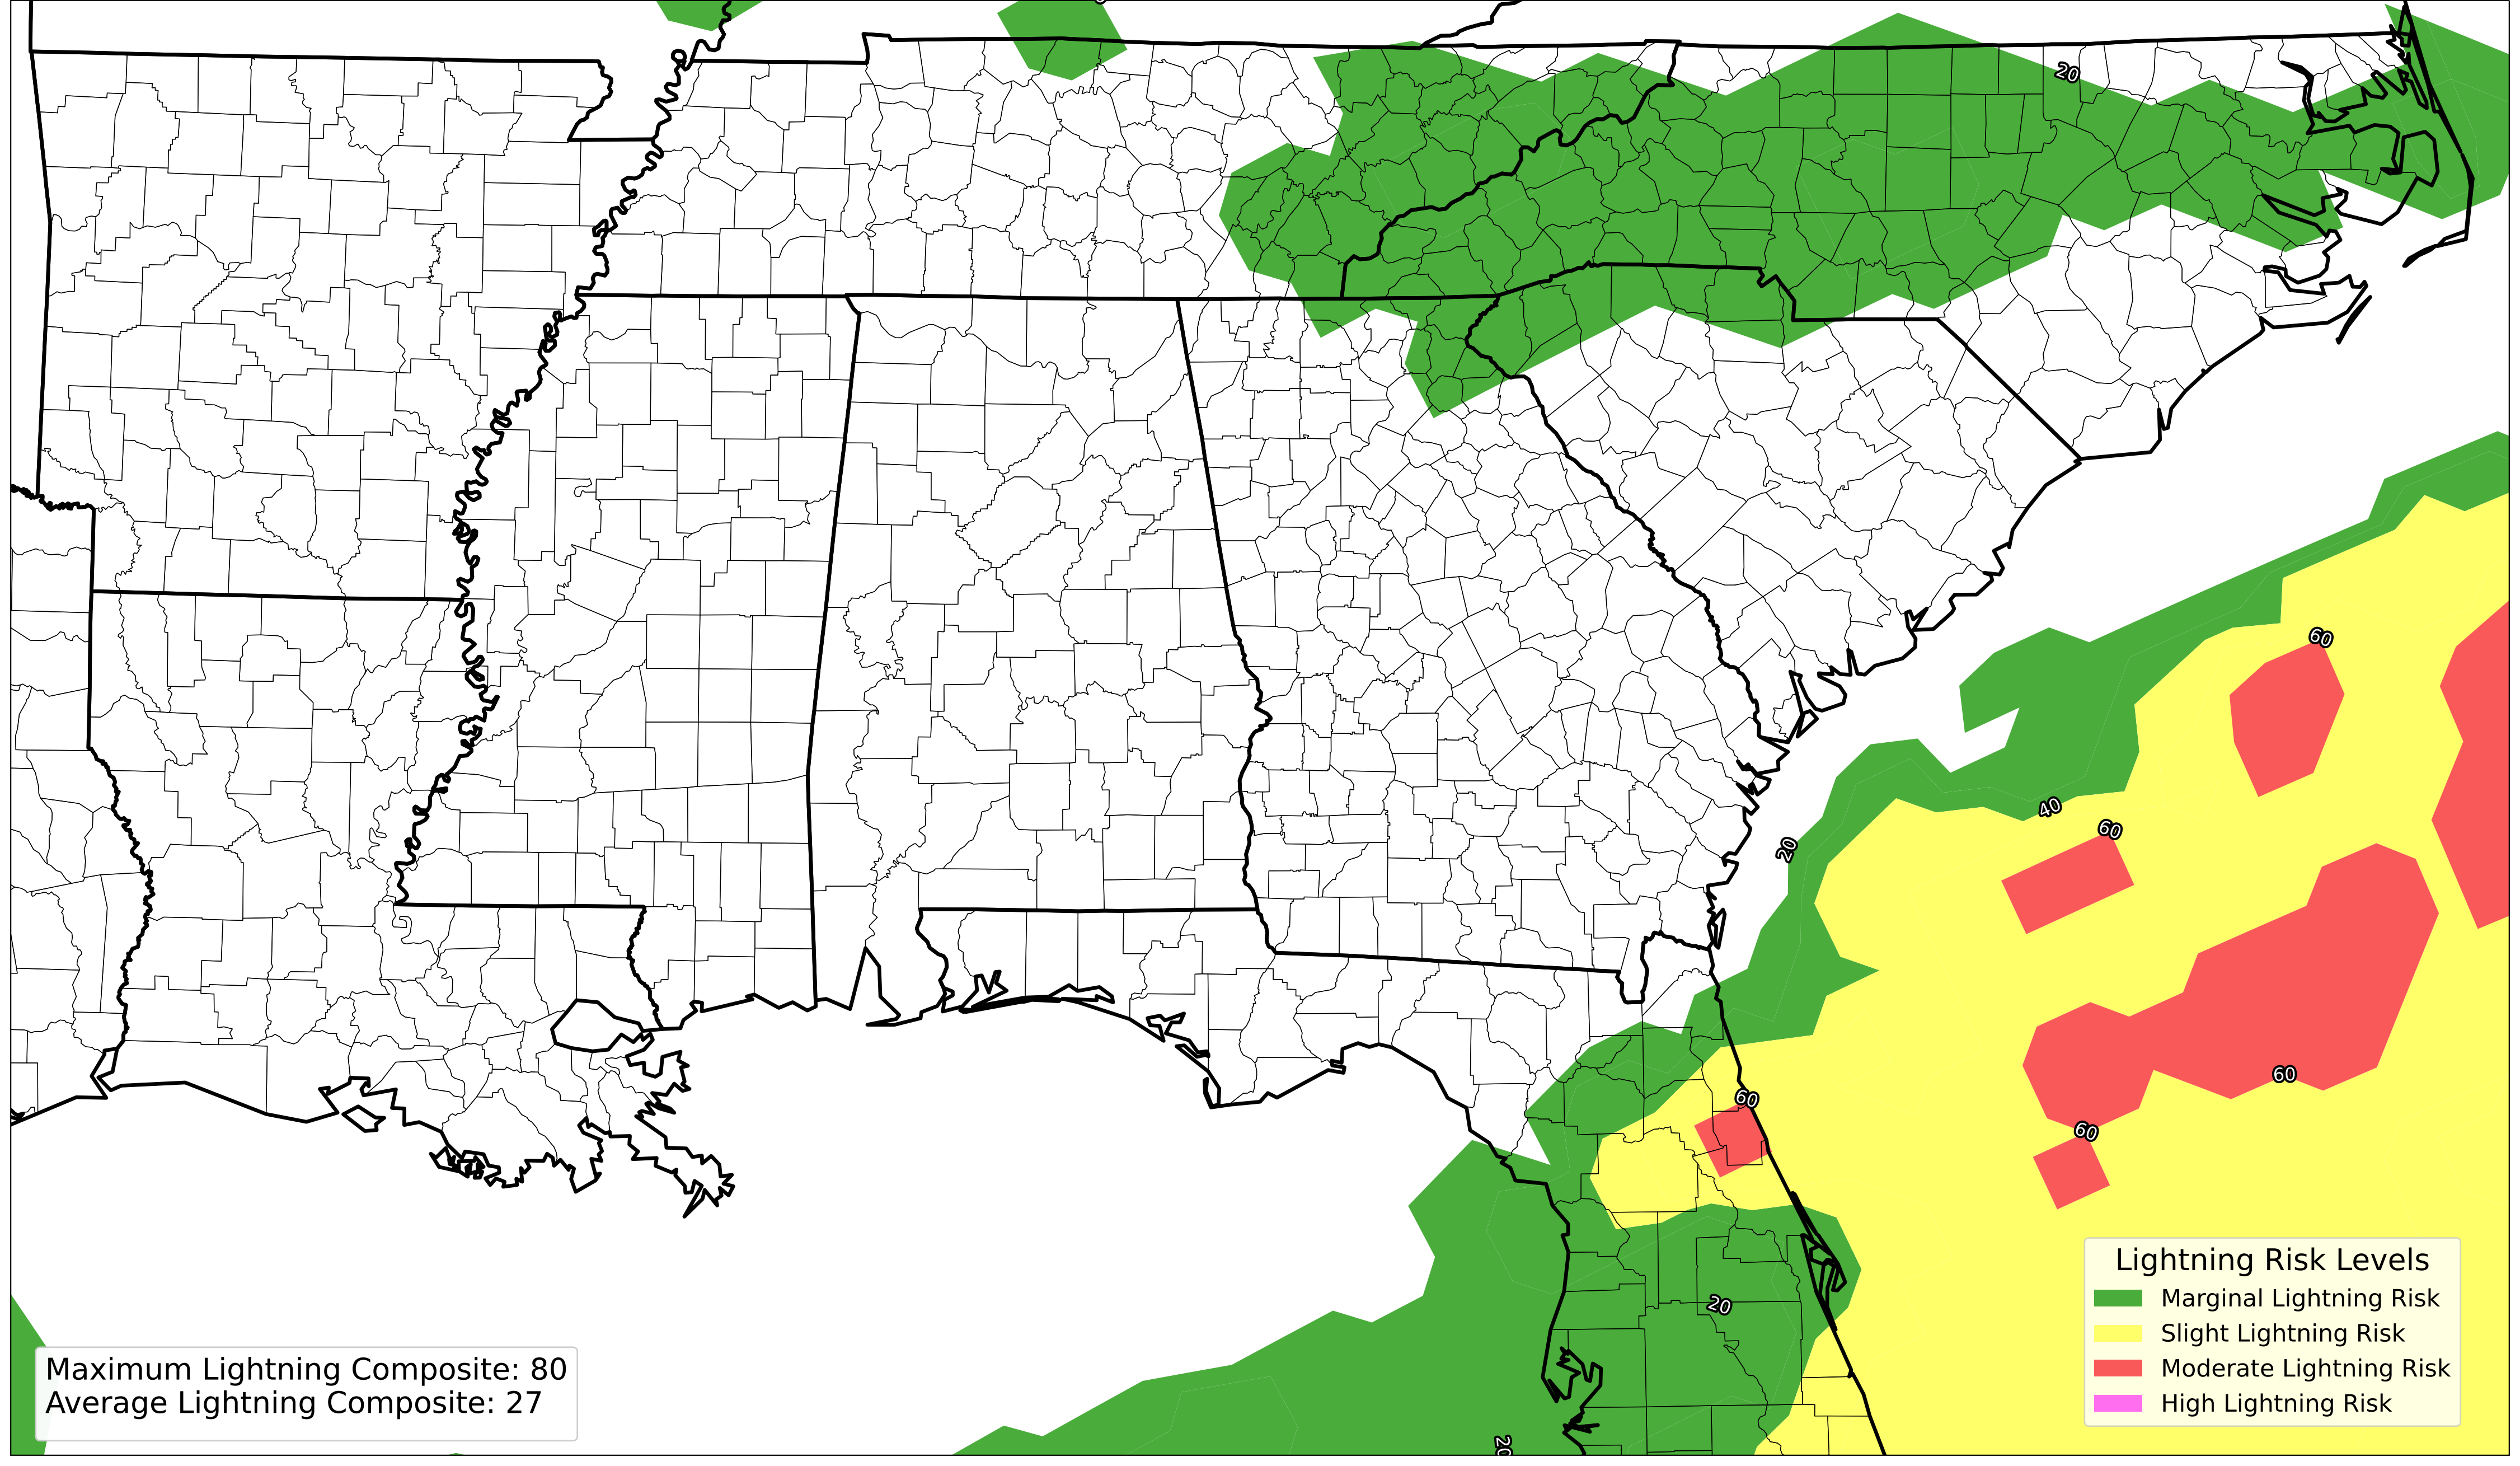 20
60
40
60
20
60
60
60
20
20
Lightning Risk Levels
Marginal Lightning Risk
Slight Lightning Risk
Moderate Lightning Risk
High Lightning Risk
Maximum Lightning Composite: 80
Average Lightning Composite: 27